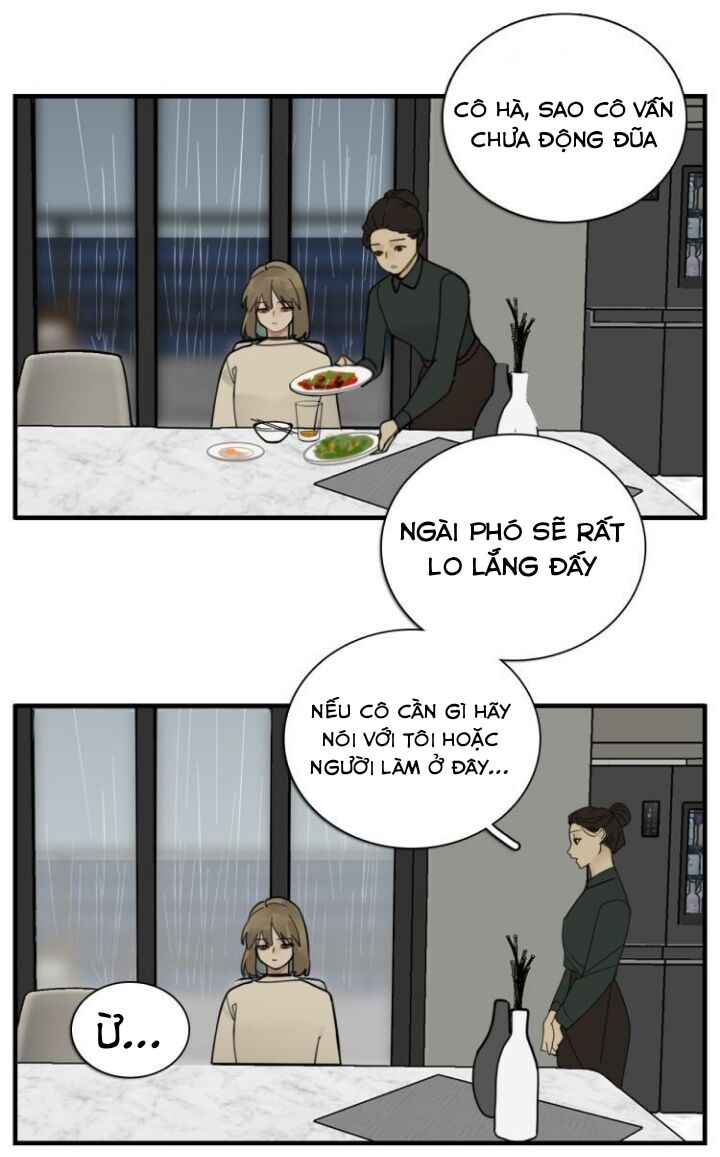 CÔ HÀ, SAO CÔ VẪN
CHƯA ĐỘNG ĐŨA
NGÀI PHÓ SẼ RẤT
LO LẮNG ĐẤY
NẾU CÔ CẦN GÌ HÃY
NÓI VỚI TÔI HOẶC
NGƯỜI LÀM Ở ĐÂY...
Ừ...